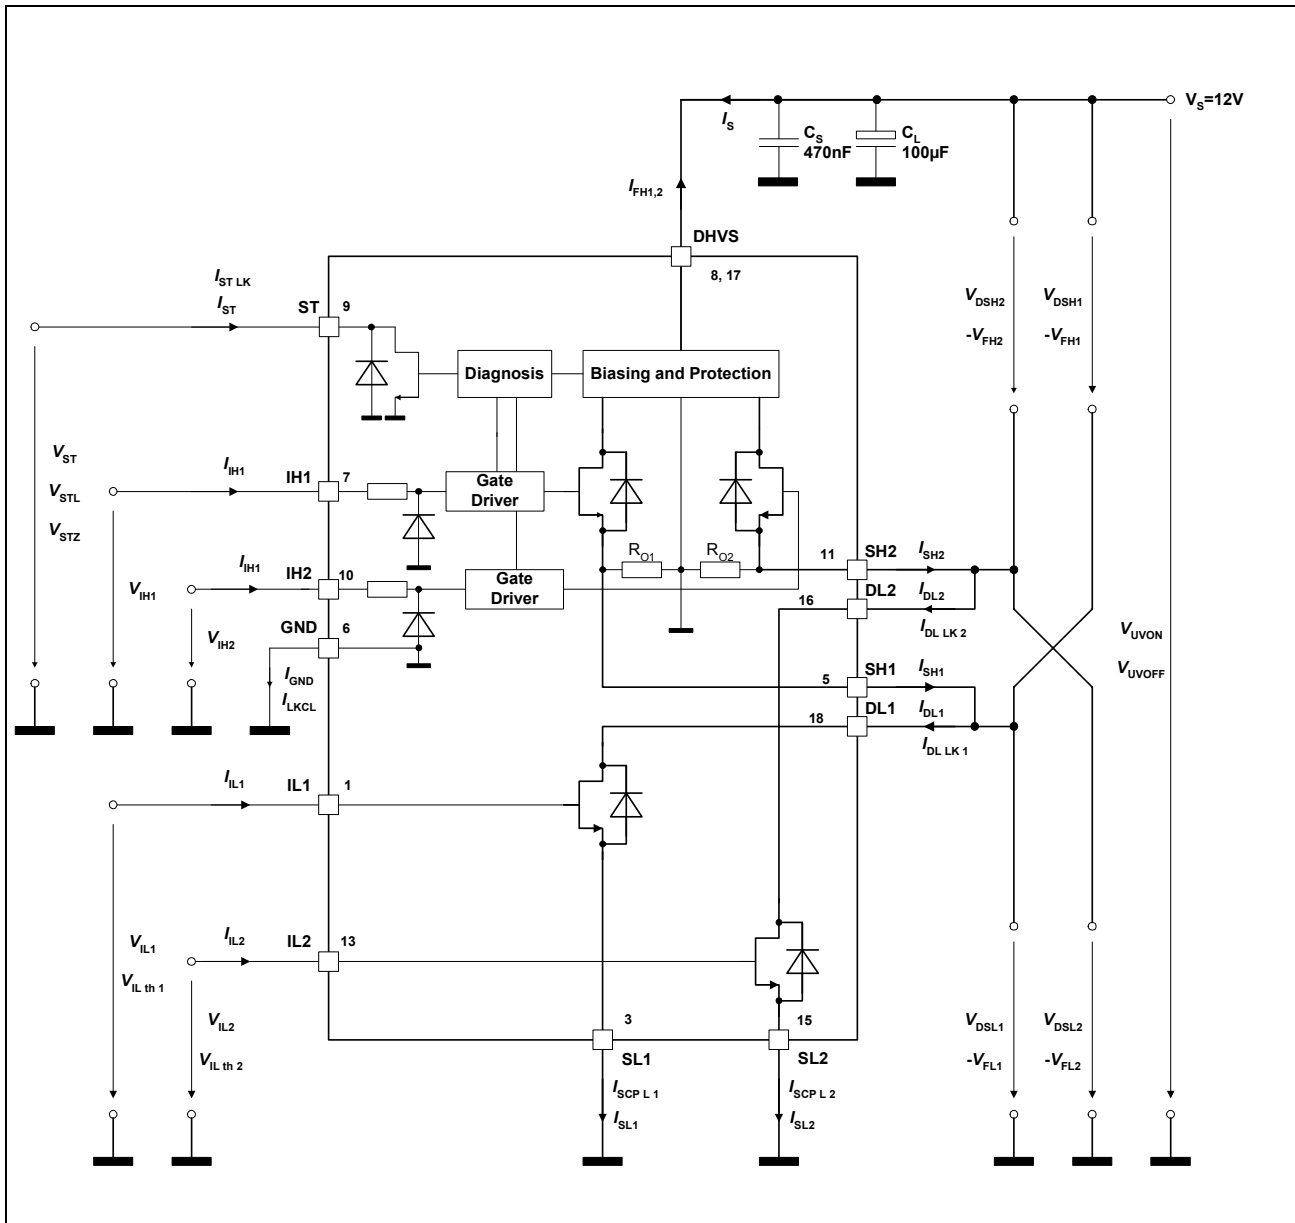 V_S=12V
I_S
C_S
470nF
C_L
100µF
I_FH1,2
DHVS
8, 17
I_ST LK
I_ST
ST
9
V_DSH2
-V_FH2
V_DSH1
-V_FH1
Diagnosis
Biasing and Protection
V_ST
V_STL
V_STZ
I_IH1
IH1
7
Gate
Driver
R_O1
R_O2
11
SH2
I_SH2
V_IH1
I_IH1
IH2
10
Gate
Driver
DL2
16
I_DL2
I_DL LK 2
V_IH2
GND
6
I_GND
I_LKCL
V_UVON
V_UVOFF
SH1
5
I_SH1
DL1
18
I_DL1
I_DL LK 1
I_IL1
IL1
1
V_IL1
V_IL th 1
I_IL2
IL2
13
V_IL2
V_IL th 2
3
SL1
15
SL2
I_SCP L 1
I_SL1
I_SCP L 2
I_SL2
V_DSL1
-V_FL1
V_DSL2
-V_FL2